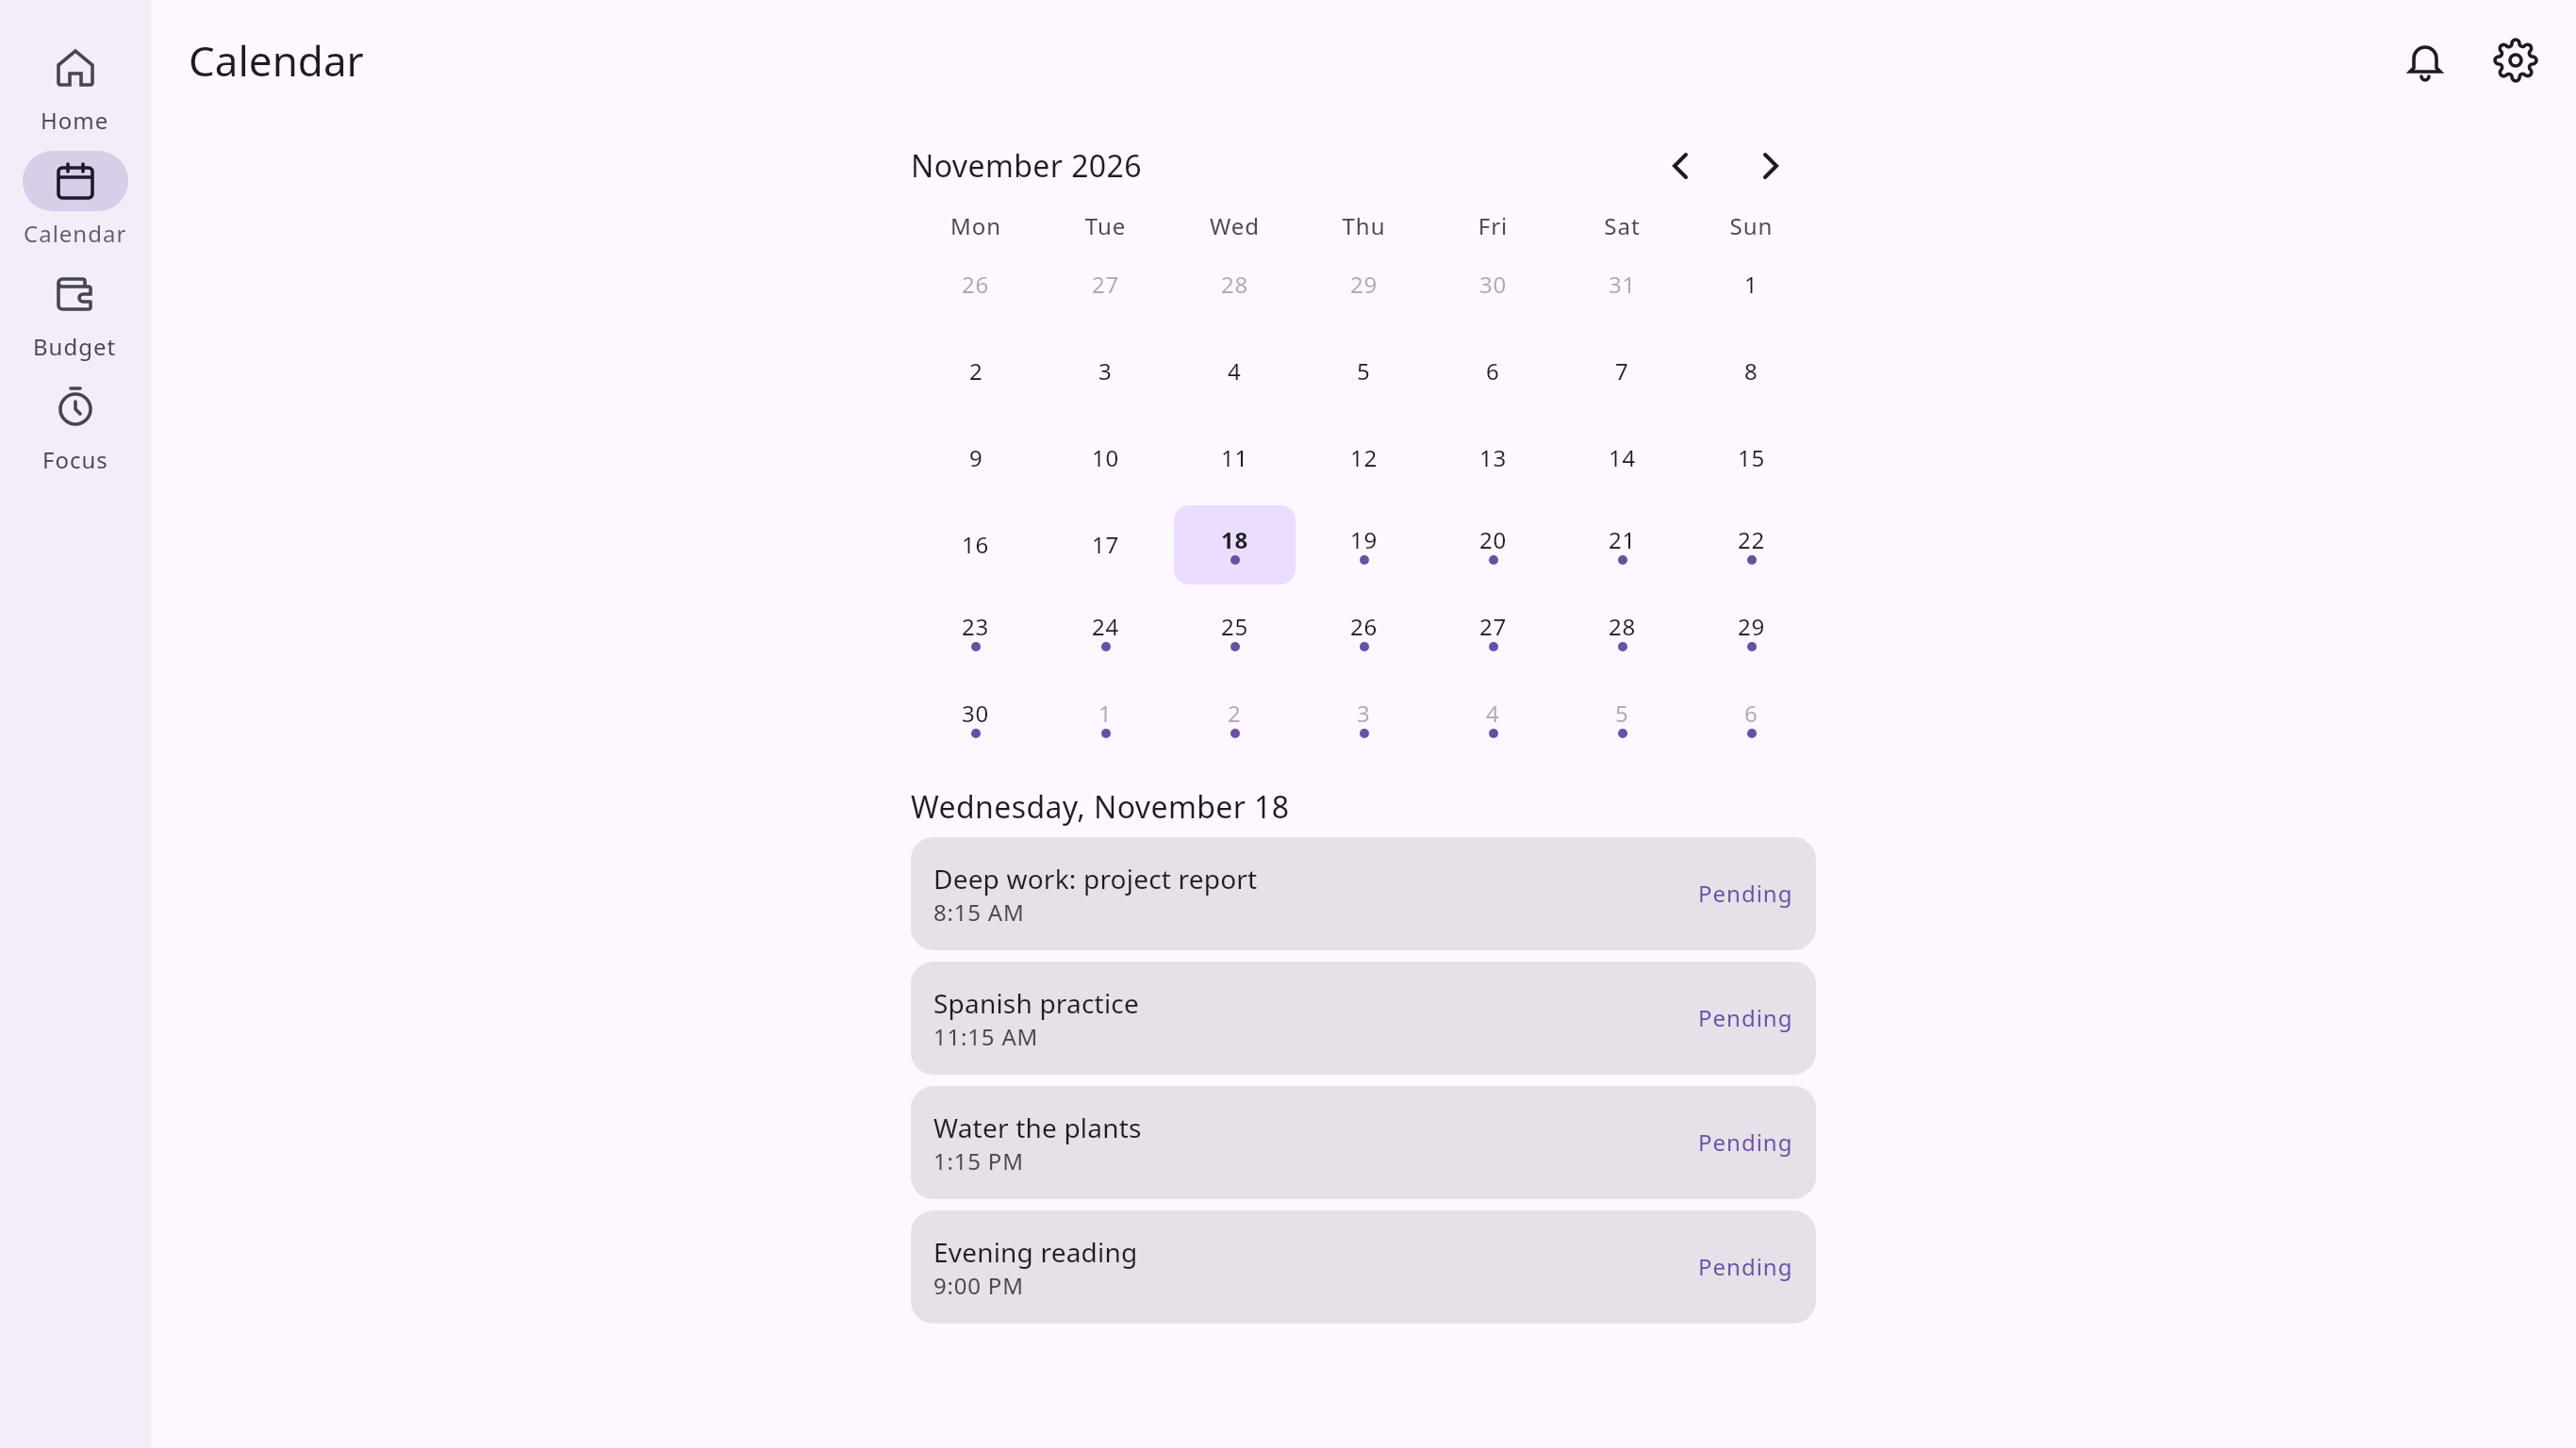 Calendar
Home
Calendar
Budget
Focus
November 2026
Mon Tue Wed Thu Fri Sat Sun
26 27 28 29 30 31 1
2 3 4 5 6 7 8
9 10 11 12 13 14 15
16 17 18 19 20 21 22
23 24 25 26 27 28 29
30 1 2 3 4 5 6
Wednesday, November 18
Deep work: project report
8:15 AM
Pending
Spanish practice
11:15 AM
Pending
Water the plants
1:15 PM
Pending
Evening reading
9:00 PM
Pending